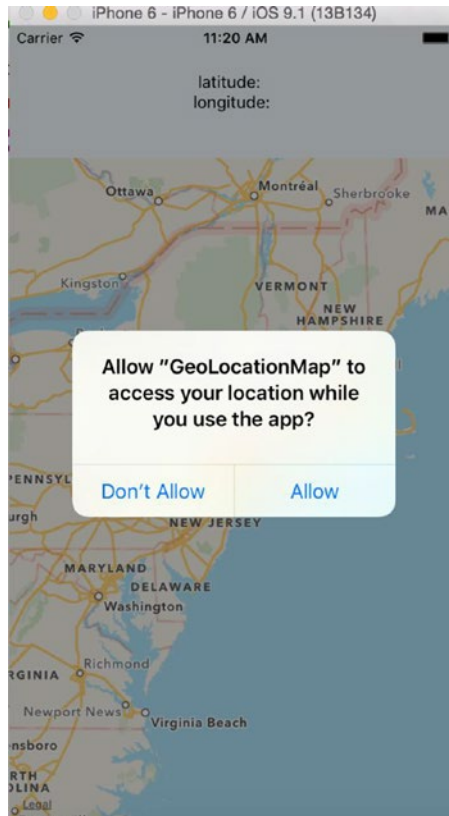 iPhone 6 - iPhone 6 / iOS 9.1 (13B134)
Carrier 11:20 AM
latitude:
longitude:
Ottawa
Montréal
Sherbrooke
MA
Kingston
VERMONT
NEW
HAMPSHIRE
Allow "GeoLocationMap" to
access your location while
you use the app?
Don't Allow Allow
PENNSYL
urgh
NEW JERSEY
MARYLAND
DELAWARE
Washington
Richmond
RGINIA
Newport News
Virginia Beach
nsboro
RTH
OLINA
Legal